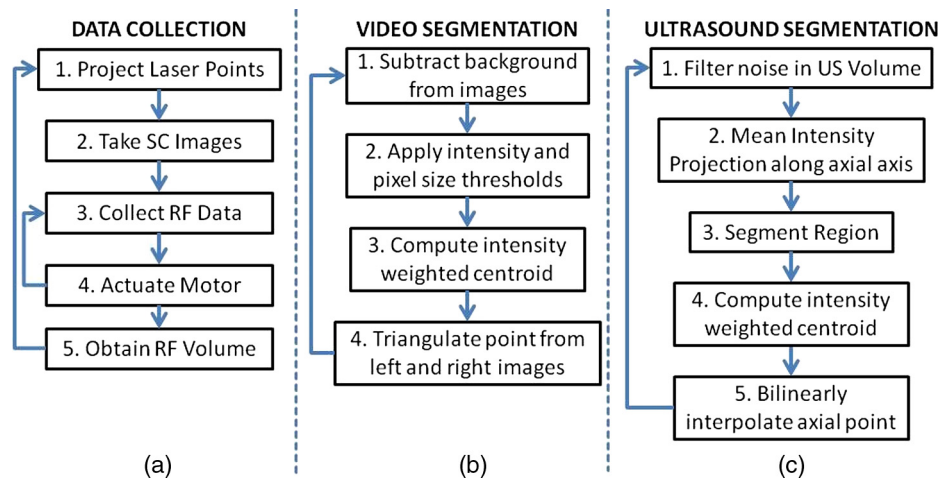 DATA COLLECTION
1. Project Laser Points
2. Take SC Images
3. Collect RF Data
4. Actuate Motor
5. Obtain RF Volume
(a)
VIDEO SEGMENTATION
1. Subtract background
from images
2. Apply intensity and
pixel size thresholds
3. Compute intensity
weighted centroid
4. Triangulate point from
left and right images
(b)
ULTRASOUND SEGMENTATION
1. Filter noise in US Volume
2. Mean Intensity
Projection along axial axis
3. Segment Region
4. Compute intensity
weighted centroid
5. Bilinearly
interpolate axial point
(c)